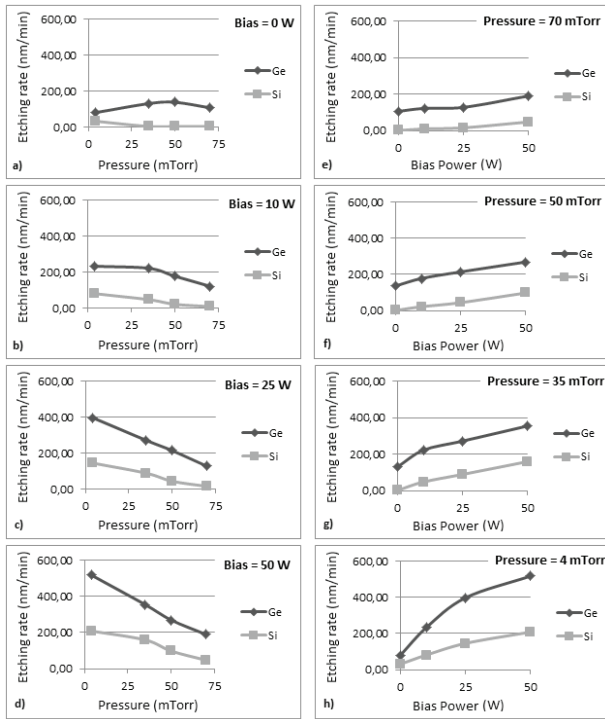 Bias = 0 W
Etching rate (nm/min)
600,00
400,00
200,00
0,00
0 25 50 75
Pressure (mTorr)
Ge
Si
a)
Pressure = 70 mTorr
Etching rate (nm/min)
600,00
400,00
200,00
0,00
0 25 50
Bias Power (W)
Ge
Si
e)
Bias = 10 W
Etching rate (nm/min)
600,00
400,00
200,00
0,00
0 25 50 75
Pressure (mTorr)
Ge
Si
b)
Pressure = 50 mTorr
Etching rate (nm/min)
600,00
400,00
200,00
0,00
0 25 50
Bias Power (W)
Ge
Si
f)
Bias = 25 W
Etching rate (nm/min)
600,00
400,00
200,00
0,00
0 25 50 75
Pressure (mTorr)
Ge
Si
c)
Pressure = 35 mTorr
Etching rate (nm/min)
600,00
400,00
200,00
0,00
0 25 50
Bias Power (W)
Ge
Si
g)
Bias = 50 W
Etching rate (nm/min)
600,00
400,00
200,00
0,00
0 25 50 75
Pressure (mTorr)
Ge
Si
d)
Pressure = 4 mTorr
Etching rate (nm/min)
600,00
400,00
200,00
0,00
0 25 50
Bias Power (W)
Ge
Si
h)